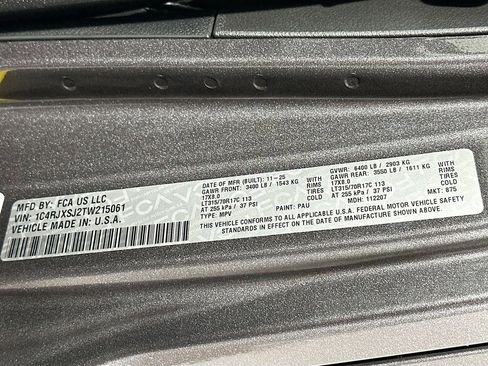 MFD BY: FCA US LLC
VIN: 1C4RJXSJ2TW215061
VEHICLE MADE IN: U.S.A.
DATE OF MFR (BUILT): 11-25
GAWR FRONT: 3400 LB / 1543 KG
17X8.0 RIMS WITH
LT315/70R17C 113 TIRES
AT 255 kPa / 37 PSI
TYPE: MPV PAINT: PAU
GVWR: 6400 LB / 2903 KG
GAWR REAR: 3550 LB / 1611 KG
17X8.0 RIMS WITH
LT315/70R17C 113 TIRES
AT 255 kPa / 37 PSI
MDH: 112207 MKT: 875
THIS VEHICLE CONFORMS TO ALL APPLICABLE U.S.A. FEDERAL MOTOR VEHICLE SAFETY
STANDARDS IN EFFECT ON THE DATE OF MANUFACTURE SHOWN ABOVE.